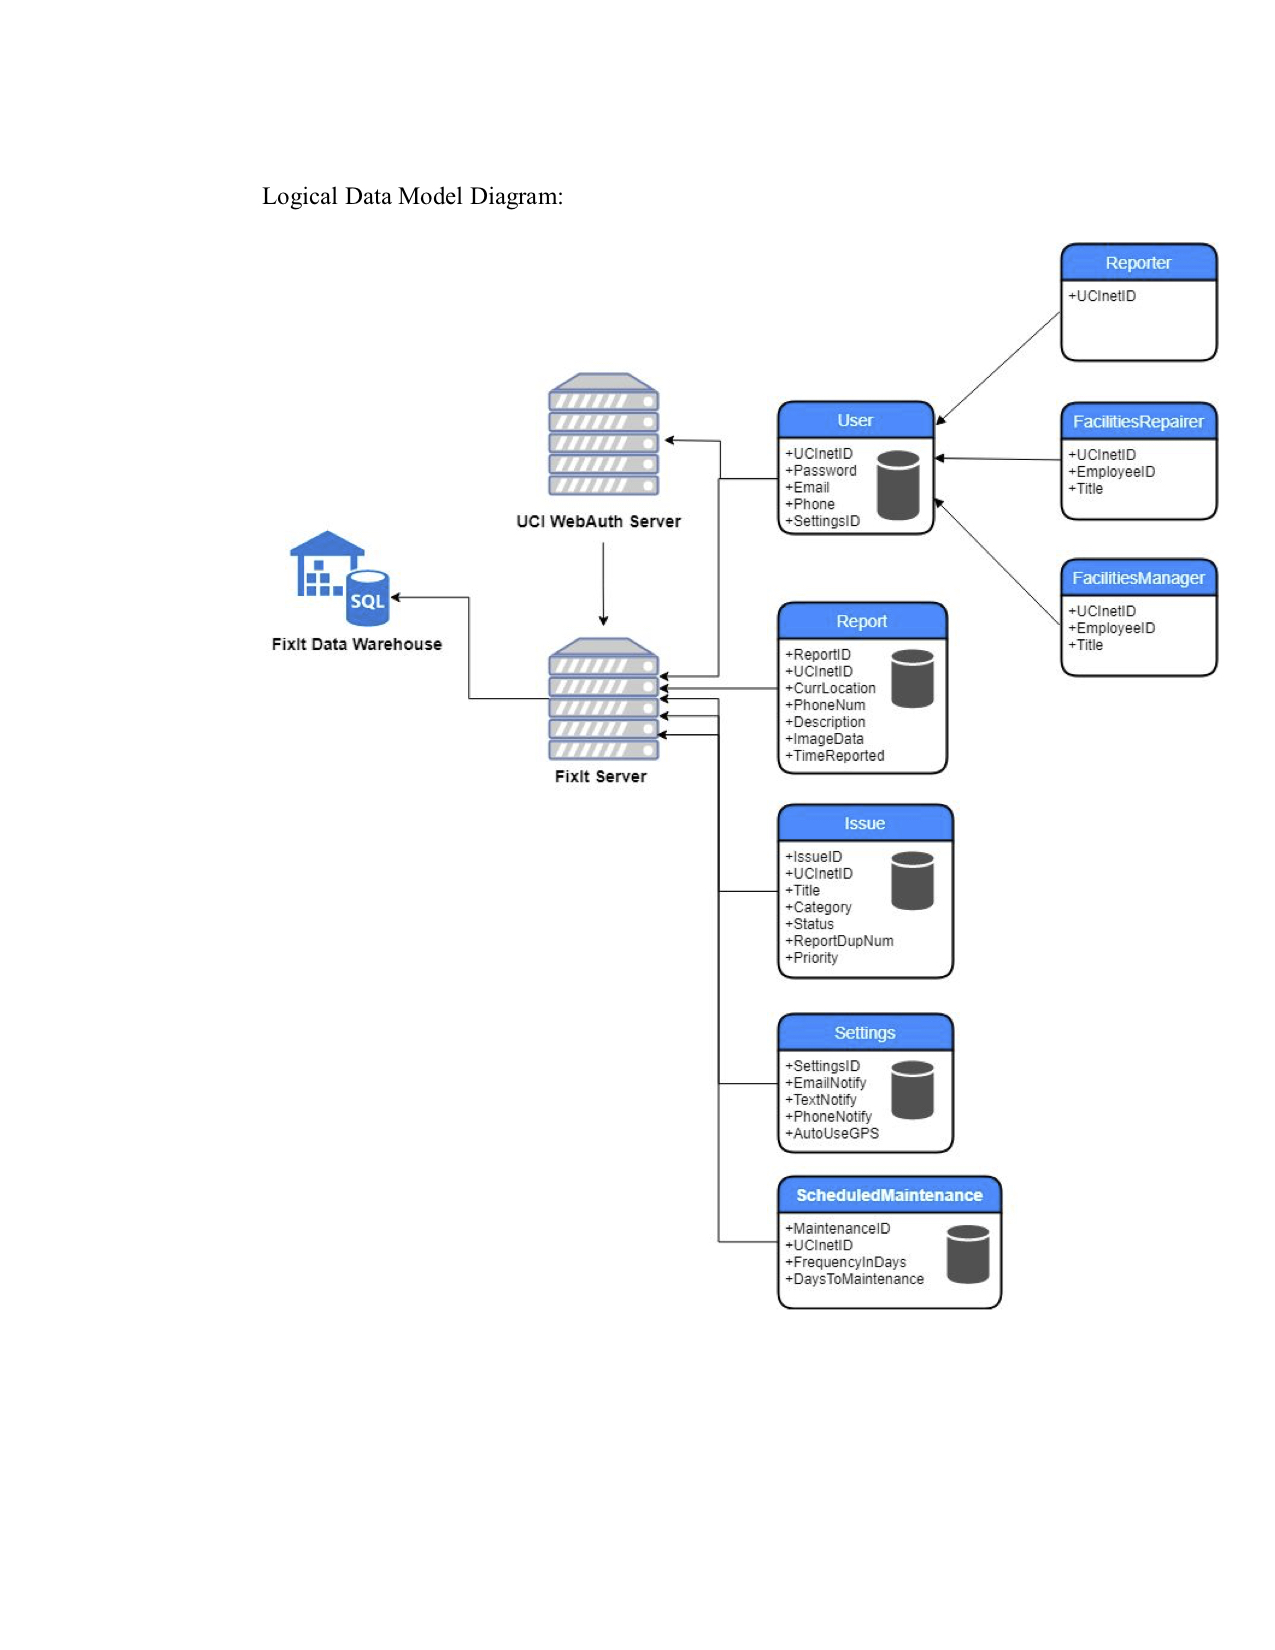 Logical Data Model Diagram:
Reporter
+UCInetID
User
+UCInetID
+Password
+Email
+Phone
+SettingsID
FacilitiesRepairer
+UCInetID
+EmployeeID
+Title
UCI WebAuth Server
FacilitiesManager
+UCInetID
+EmployeeID
+Title
SQL
FixIt Data Warehouse
Report
+ReportID
+UCInetID
+CurrLocation
+PhoneNum
+Description
+ImageData
+TimeReported
FixIt Server
Issue
+IssueID
+UCInetID
+Title
+Category
+Status
+ReportDupNum
+Priority
Settings
+SettingsID
+EmailNotify
+TextNotify
+PhoneNotify
+AutoUseGPS
ScheduledMaintenance
+MaintenanceID
+UCInetID
+FrequencyInDays
+DaysToMaintenance